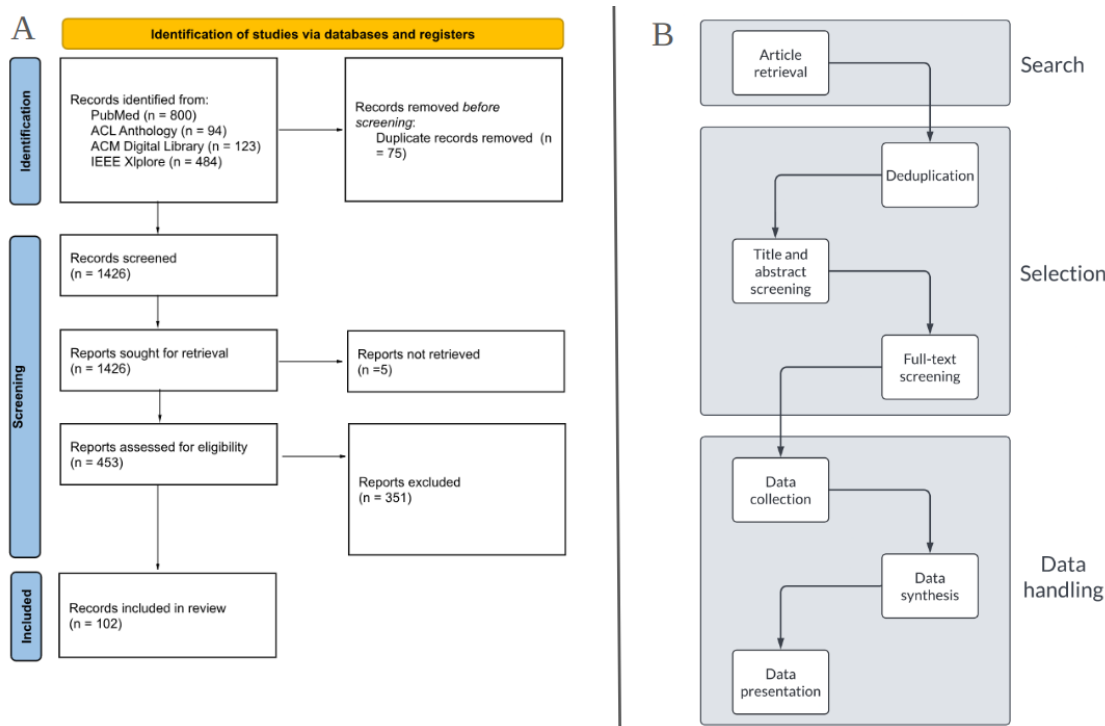 A
Identification of studies via databases and registers
Identification
Records identified from:
PubMed (n = 800)
ACL Anthology (n = 94)
ACM Digital Library (n = 123)
IEEE Xlplore (n = 484)
Records removed before
screening:
Duplicate records removed (n
= 75)
Screening
Records screened
(n = 1426)
Reports sought for retrieval
(n = 1426)
Reports not retrieved
(n =5)
Reports assessed for eligibility
(n = 453)
Reports excluded
(n = 351)
Included
Records included in review
(n = 102)
B
Article
retrieval
Search
Deduplication
Title and
abstract
screening
Selection
Full-text
screening
Data
collection
Data
synthesis
Data
handling
Data
presentation